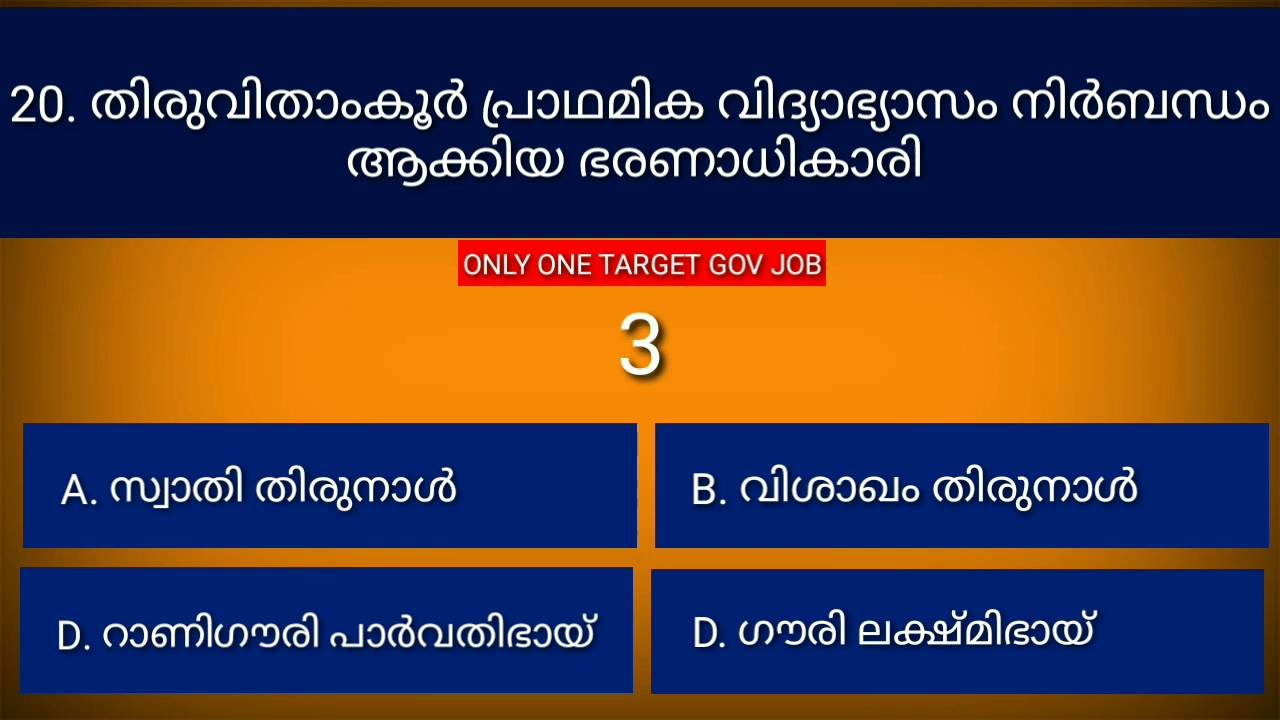 20. തിരുവിതാംകൂർ പ്രാഥമിക വിദ്യാഭ്യാസം നിർബന്ധം
ആക്കിയ ഭരണാധികാരി
ONLY ONE TARGET GOV JOB
3
A. സ്വാതി തിരുനാൾ
B. വിശാഖം തിരുനാൾ
D. റാണിഗൗരി പാർവതിഭായ്
D. ഗൗരി ലക്ഷ്മിഭായ്